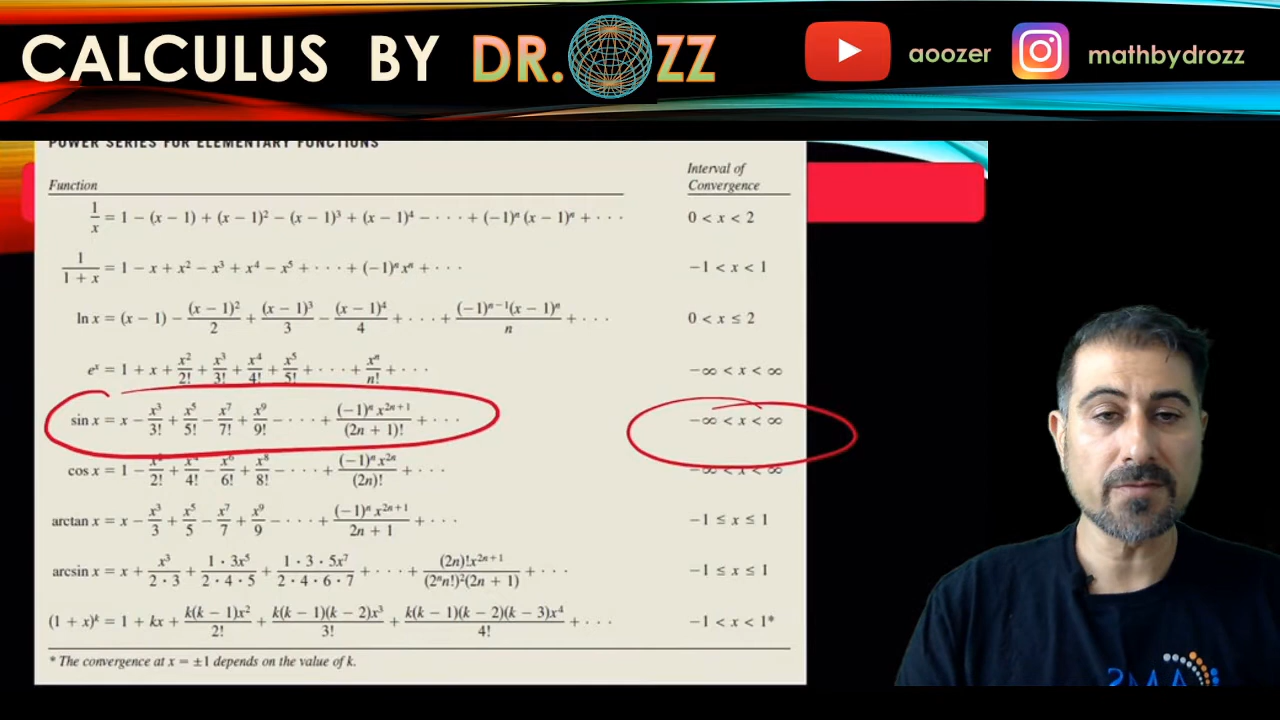 CALCULUS BY DR. OZZ
aoozer
mathbydrozz
POWER SERIES FOR ELEMENTARY FUNCTIONS
Function
Interval of
Convergence
1/x = 1 − (x − 1) + (x − 1)² − (x − 1)³ + (x − 1)⁴ − · · · · + (−1)ⁿ (x − 1)ⁿ + · · ·
0 < x < 2
1/(1 + x) = 1 − x + x² − x³ + x⁴ − x⁵ + · · · + (−1)ⁿxⁿ + · · ·
−1 < x < 1
ln x = (x − 1) − (x − 1)²/2 + (x − 1)³/3 − (x − 1)⁴/4 + · · · · + (−1)ⁿ⁻¹(x − 1)ⁿ/n + · · ·
0 < x ≤ 2
eˣ = 1 + x + x²/2! + x³/3! + x⁴/4! + x⁵/5! + · · · · + xⁿ/n! + · · ·
−∞ < x < ∞
sin x = x − x³/3! + x⁵/5! − x⁷/7! + x⁹/9! − · · · · + (−1)ⁿx²ⁿ⁺¹/(2n + 1)! + · · ·
−∞ < x < ∞
cos x = 1 − x²/2! + x⁴/4! − x⁶/6! + x⁸/8! − · · · · + (−1)ⁿx²ⁿ/(2n)! + · · ·
−∞ < x < ∞
arctan x = x − x³/3 + x⁵/5 − x⁷/7 + x⁹/9 − · · · · + (−1)ⁿx²ⁿ⁺¹/(2n + 1) + · · ·
−1 ≤ x ≤ 1
arcsin x = x + x³/(2 · 3) + (1 · 3x⁵)/(2 · 4 · 5) + (1 · 3 · 5x⁷)/(2 · 4 · 6 · 7) + · · · · + (2n)!x²ⁿ⁺¹/((2ⁿn!)²(2n + 1)) + · · ·
−1 ≤ x ≤ 1
(1 + x)ᵏ = 1 + kx + k(k − 1)x²/2! + k(k − 1)(k − 2)x³/3! + k(k − 1)(k − 2)(k − 3)x⁴/4! + · · ·
−1 < x < 1*
* The convergence at x = ±1 depends on the value of k.